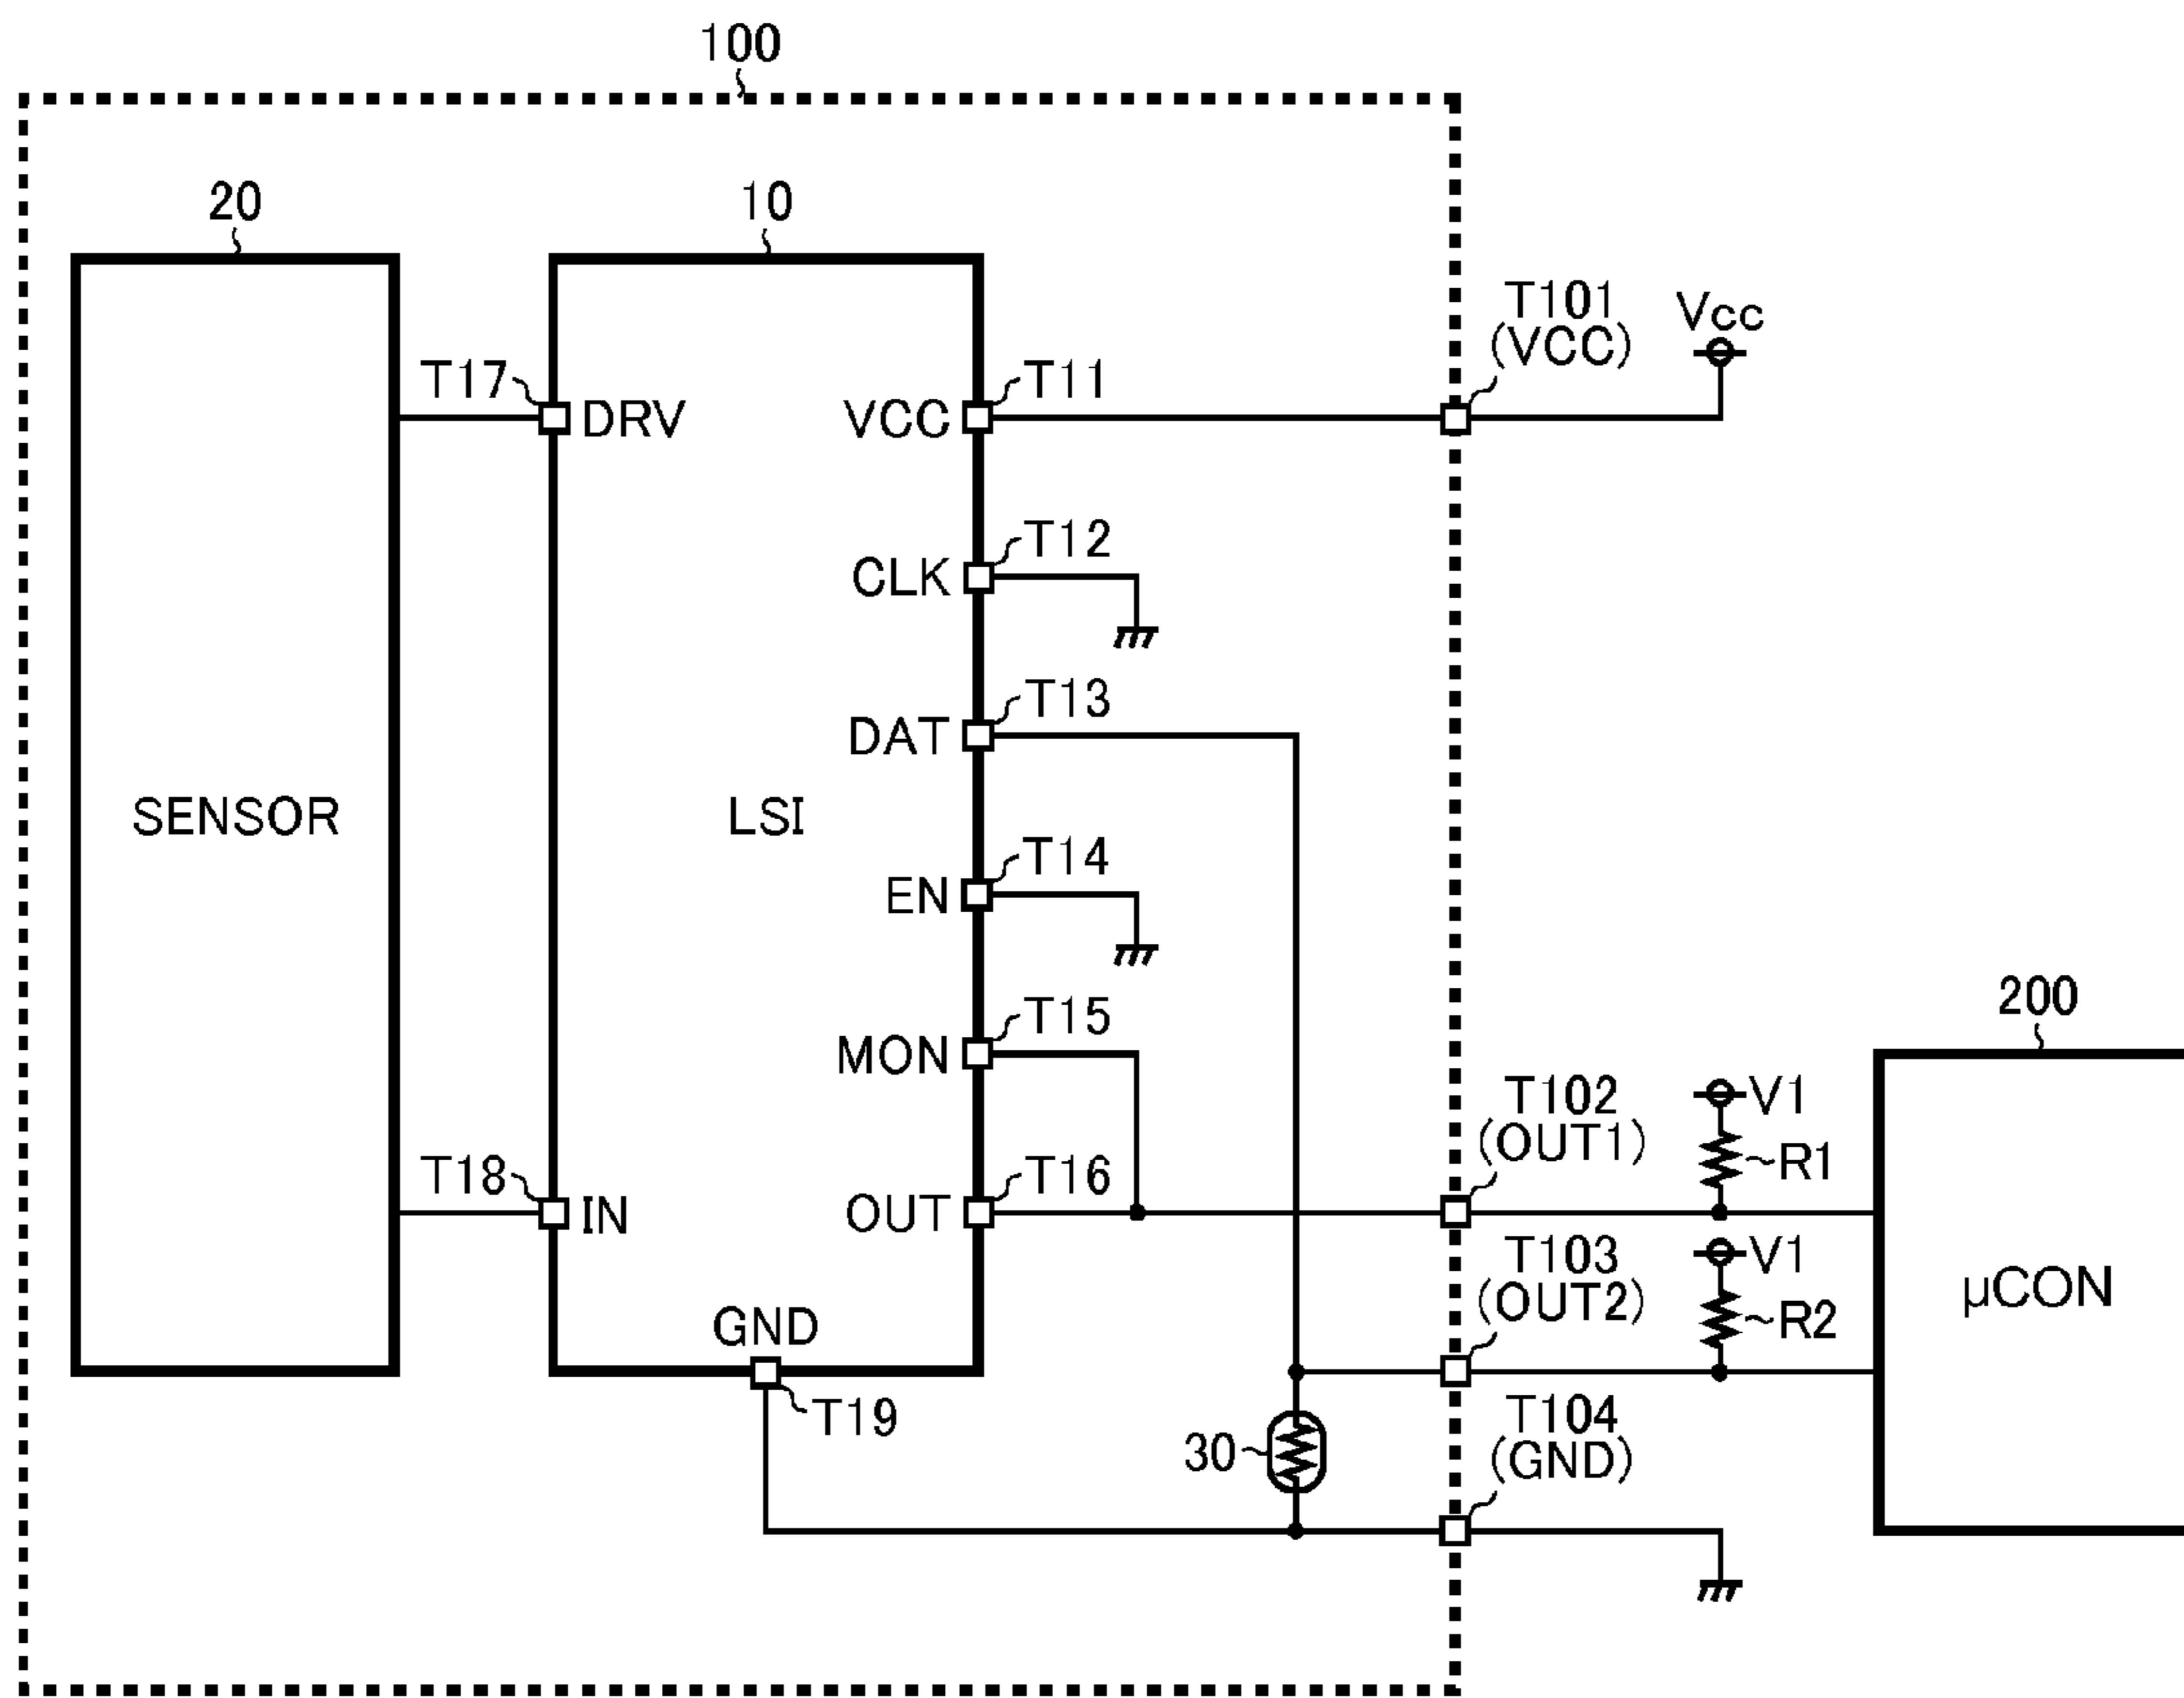 100
20
10
T101
(VCC)
Vcc
T17
DRV
VCC
T11
CLK
T12
DAT
T13
SENSOR
LSI
EN
T14
MON
T15
200
T102
(OUT1)
V1
R1
T18
IN
OUT
T16
T103
(OUT2)
V1
R2
μCON
GND
T19
30
T104
(GND)